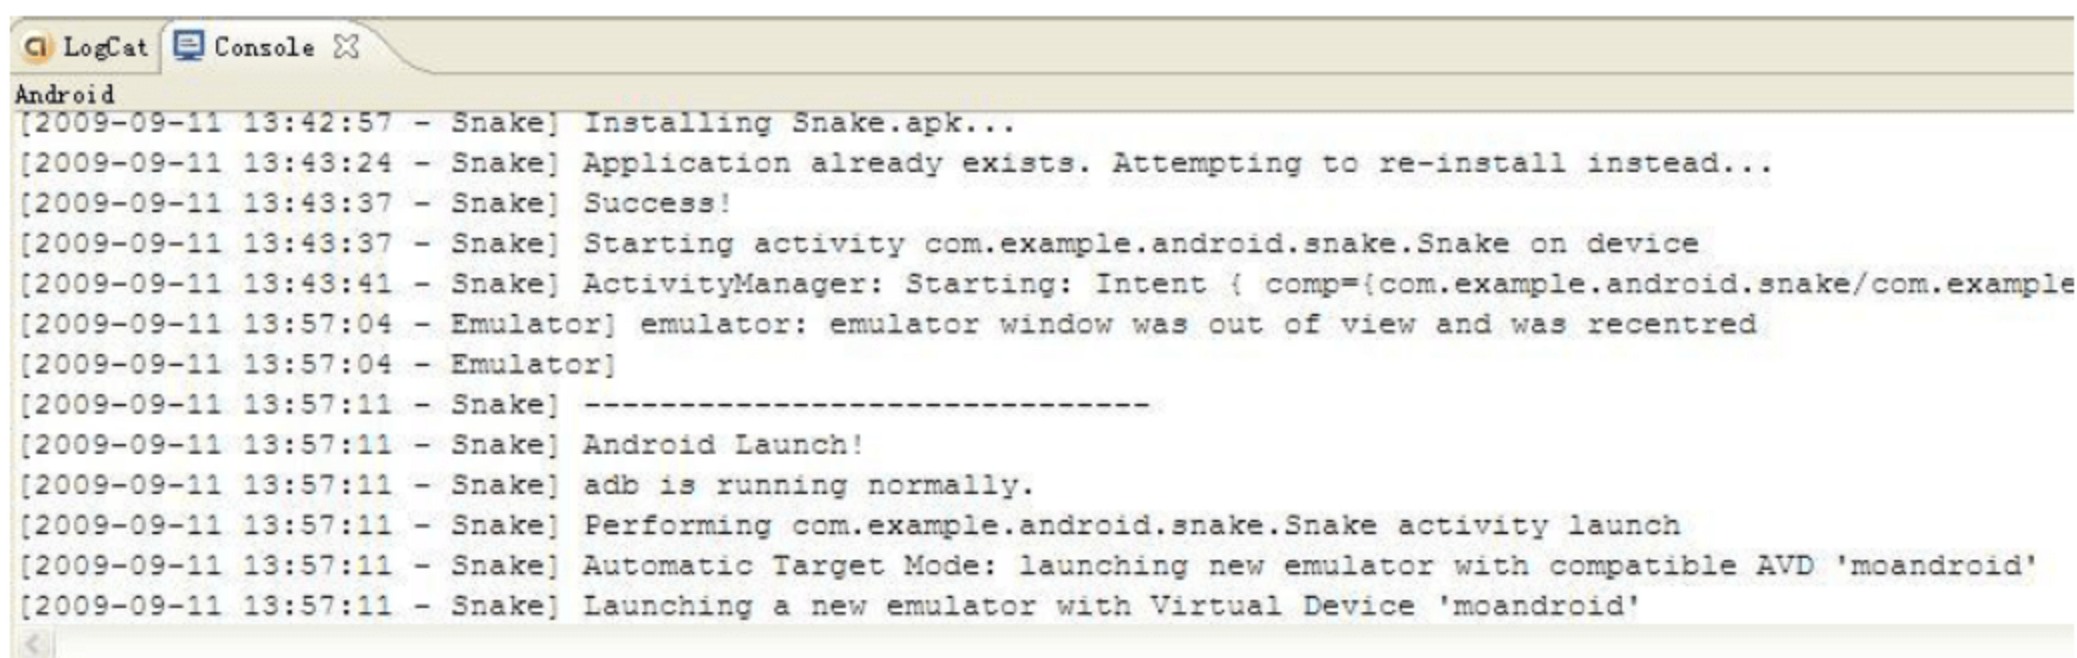 LogCat Console
Android
[2009-09-11 13:42:57 - Snake] Installing Snake.apk...
[2009-09-11 13:43:24 - Snake] Application already exists. Attempting to re-install instead...
[2009-09-11 13:43:37 - Snake] Success!
[2009-09-11 13:43:37 - Snake] Starting activity com.example.android.snake.Snake on device
[2009-09-11 13:43:41 - Snake] ActivityManager: Starting: Intent { comp={com.example.android.snake/com.example
[2009-09-11 13:57:04 - Emulator] emulator: emulator window was out of view and was recentred
[2009-09-11 13:57:04 - Emulator]
[2009-09-11 13:57:11 - Snake] ------------------------------
[2009-09-11 13:57:11 - Snake] Android Launch!
[2009-09-11 13:57:11 - Snake] adb is running normally.
[2009-09-11 13:57:11 - Snake] Performing com.example.android.snake.Snake activity launch
[2009-09-11 13:57:11 - Snake] Automatic Target Mode: launching new emulator with compatible AVD 'moandroid'
[2009-09-11 13:57:11 - Snake] Launching a new emulator with Virtual Device 'moandroid'